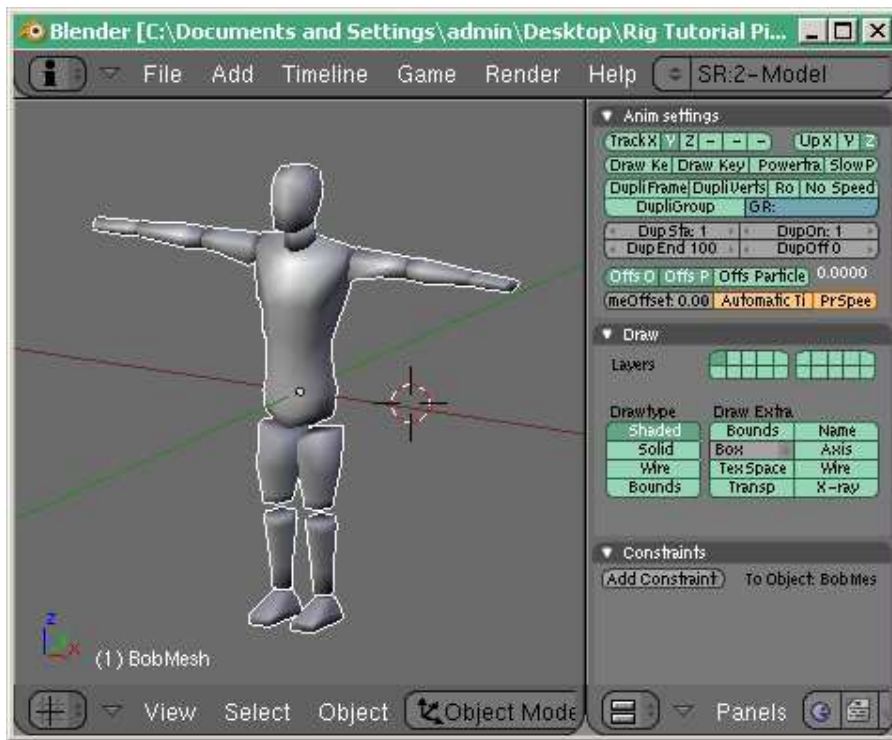 Blender [C:\Documents and Settings\admin\Desktop\Rig Tutorial Pi...
File Add Timeline Game Render Help SR:2-Model
Anim settings
TrackX Y Z - - - UpX Y Z
Draw Ke Draw Key Powertra SlowP
DupliFrame DupliVerts Ro No Speed
DupliGroup GR:
DupSta: 1 DupOn: 1
DupEnd 100 DupOff 0
Offs O Offs P Offs Particle 0.0000
meOffset: 0.00 Automatic Ti PrSpee
Draw
Layers
Drawtype Draw Extra
Shaded Bounds Name
Solid Box Axis
Wire TexSpace Wire
Bounds Transp X-ray
Constraints
Add Constraint To Object: BobMes
z
x
(1) BobMesh
View Select Object Object Mode
Panels